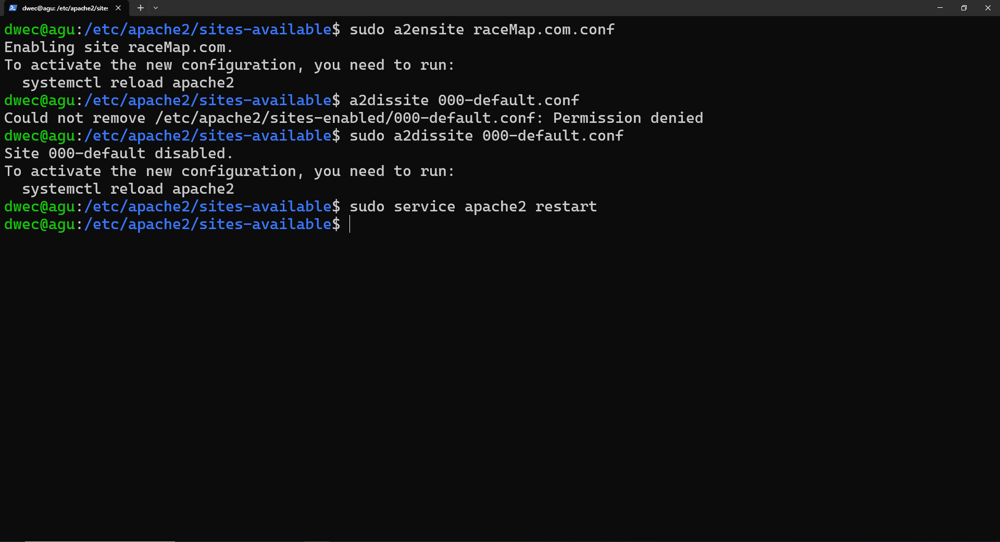 dwec@agu: /etc/apache2/site
dwec@agu:/etc/apache2/sites-available$ sudo a2ensite raceMap.com.conf
Enabling site raceMap.com.
To activate the new configuration, you need to run:
  systemctl reload apache2
dwec@agu:/etc/apache2/sites-available$ a2dissite 000-default.conf
Could not remove /etc/apache2/sites-enabled/000-default.conf: Permission denied
dwec@agu:/etc/apache2/sites-available$ sudo a2dissite 000-default.conf
Site 000-default disabled.
To activate the new configuration, you need to run:
  systemctl reload apache2
dwec@agu:/etc/apache2/sites-available$ sudo service apache2 restart
dwec@agu:/etc/apache2/sites-available$